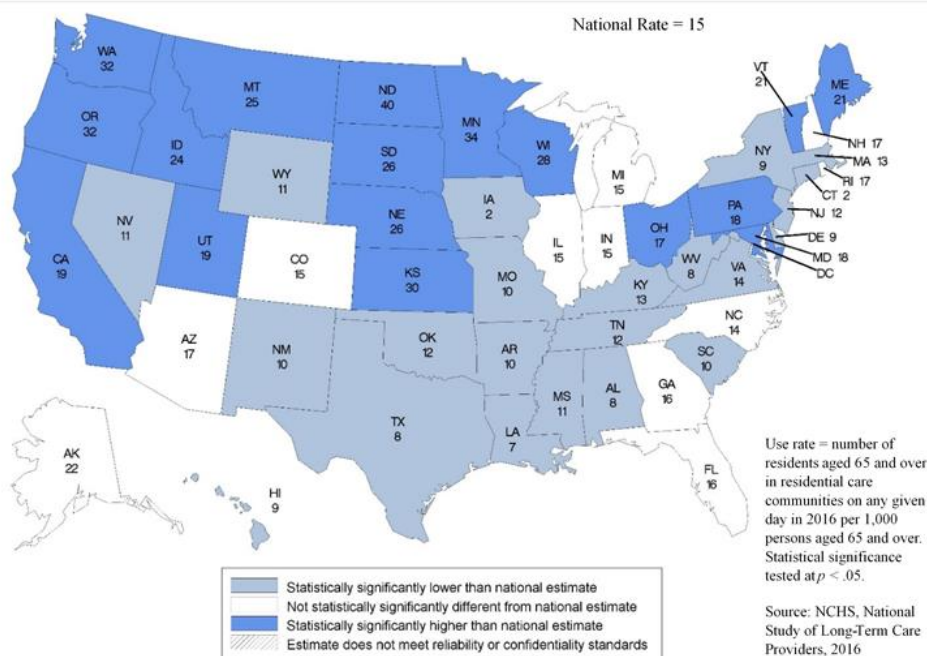 National Rate = 15
WA
32
OR
32
CA
19
NV
11
ID
24
MT
25
WY
11
UT
19
AZ
17
CO
15
NM
10
ND
40
SD
26
NE
26
KS
30
OK
12
TX
8
MN
34
IA
2
MO
10
AR
10
LA
7
WI
28
IL
15
MI
15
IN
15
OH
17
KY
13
TN
12
MS
11
AL
8
GA
16
FL
16
SC
10
NC
14
VA
14
WV
8
PA
18
NY
9
VT
21
ME
21
NH 17
MA 13
RI 17
CT 2
NJ 12
DE 9
MD 18
DC
AK
22
HI
9
Use rate = number of
residents aged 65 and over
in residential care
communities on any given
day in 2016 per 1,000
persons aged 65 and over.
Statistical significance
tested at p < .05.
Source: NCHS, National
Study of Long-Term Care
Providers, 2016
Statistically significantly lower than national estimate
Not statistically significantly different from national estimate
Statistically significantly higher than national estimate
Estimate does not meet reliability or confidentiality standards